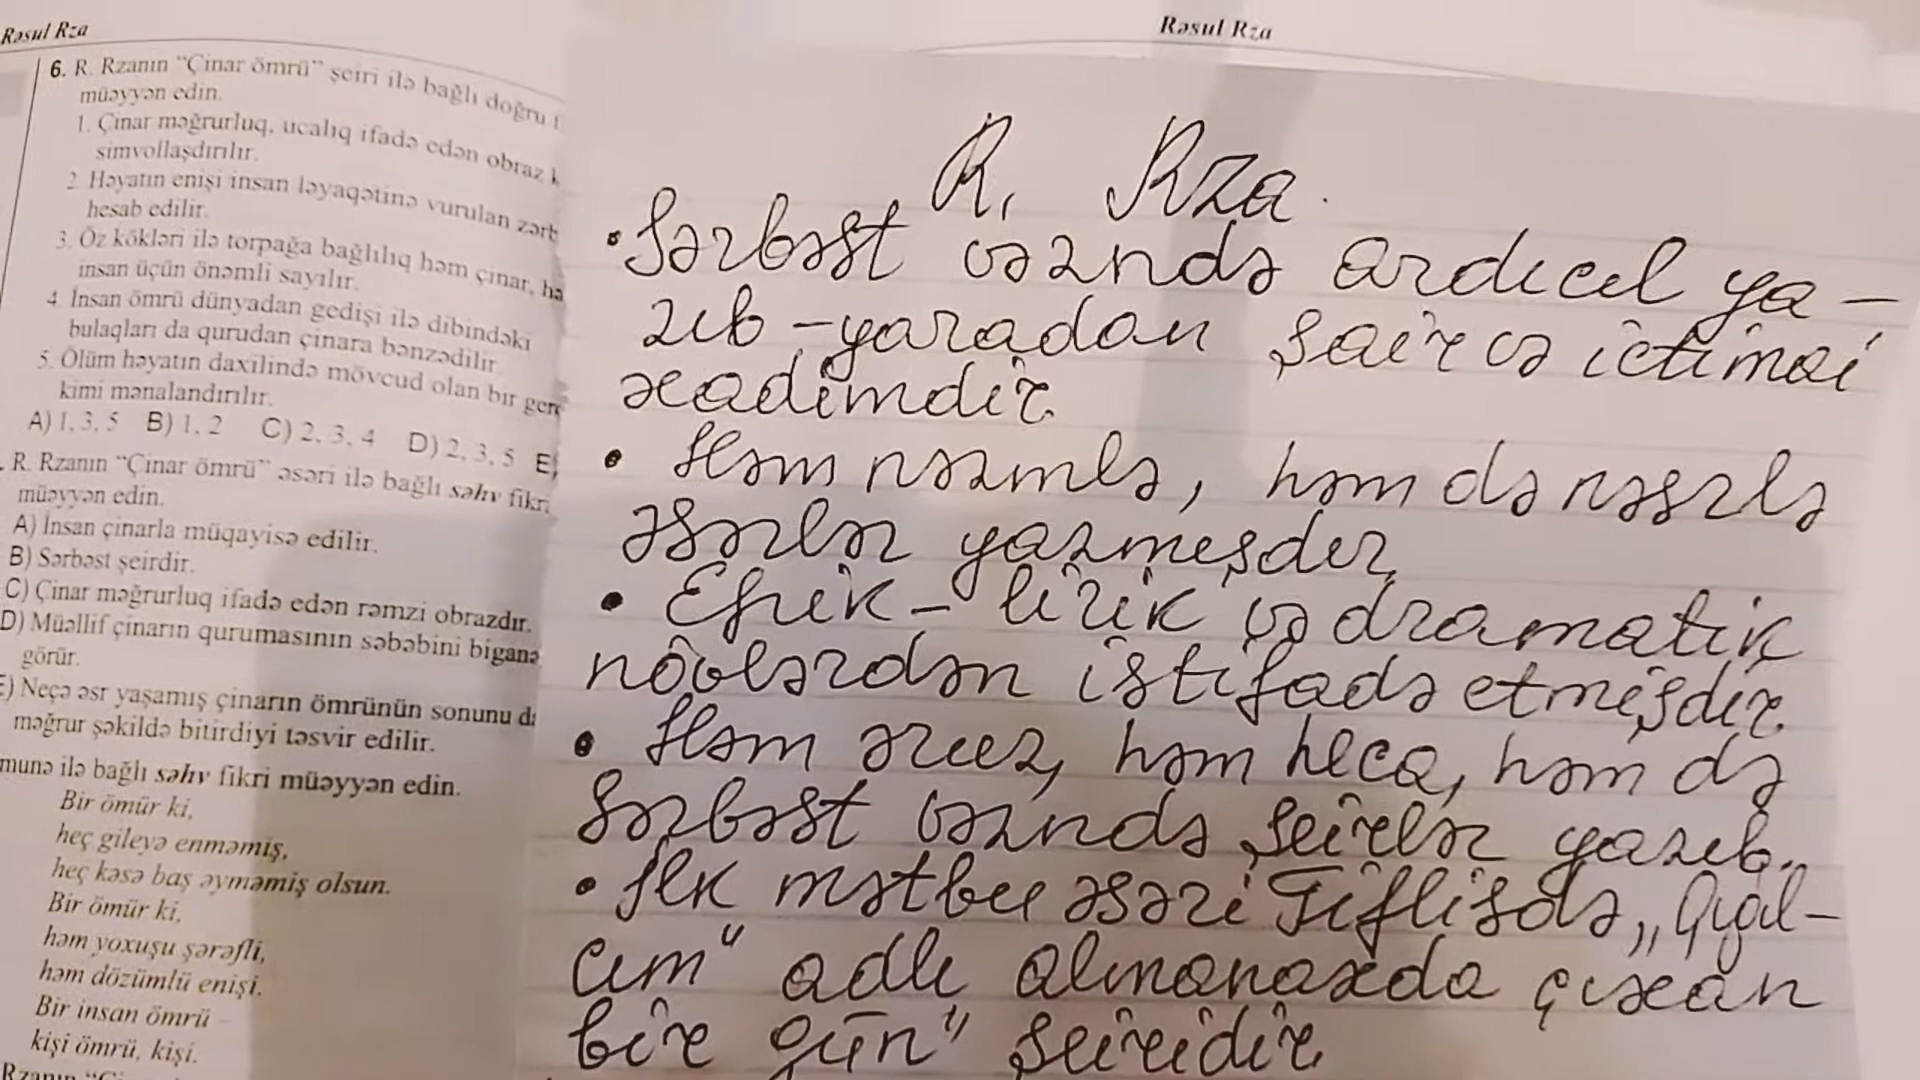 Rəsul Rza
6. R. Rzanın "Çinar ömrü" şeiri ilə bağlı doğru
müəyyən edin.
1. Çinar məğrurluq, ucalıq ifadə edən obraz k
simvollaşdırılır.
2. Həyatın enişi insan ləyaqətinə vurulan zərb
hesab edilir.
3. Öz kökləri ilə torpağa bağlılıq həm çinar, hə
insan üçün önəmli sayılır.
4. İnsan ömrü dünyadan gedişi ilə dibindəki
bulaqları da qurudan çinara bənzədilir.
5. Ölüm həyatın daxilində mövcud olan bir gerç
kimi mənalandırılır.
A) 1, 3, 5 B) 1, 2 C) 2, 3, 4 D) 2, 3, 5 E)
. R. Rzanın "Çinar ömrü" əsəri ilə bağlı səhv fikri
müəyyən edin.
A) İnsan çinarla müqayisə edilir.
B) Sərbəst şeirdir.
C) Çinar məğrurluq ifadə edən rəmzi obrazdır.
D) Müəllif çinarın qurumasının səbəbini biganə
görür.
E) Neçə əsr yaşamış çinarın ömrünün sonunu da
məğrur şəkildə bitirdiyi təsvir edilir.
munə ilə bağlı səhv fikri müəyyən edin.
Bir ömür ki,
heç gileyə enməmiş,
heç kəsə baş əyməmiş olsun.
Bir ömür ki,
həm yoxuşu şərəfli,
həm dözümlü enişi.
Bir insan ömrü –
kişi ömrü, kişi.
Rəsul Rza
R. Rza.
• Sərbəst vəzndə ardıcıl ya –
zıb – yaradan şair və ictimai
xadimdir.
• Həm nəzmlə, həm də nəsrlə
əsərlər yazmışdır.
• Epik – lirik və dramatik
növlərdən istifadə etmişdir.
• Həm əruz, həm heca, həm də
sərbəst vəzndə şeirlər yazıb.
• İlk mətbu əsəri Tiflisdə „Qığıl–
cım" adlı almanaxda çıxan
bir gün" şeiridir.